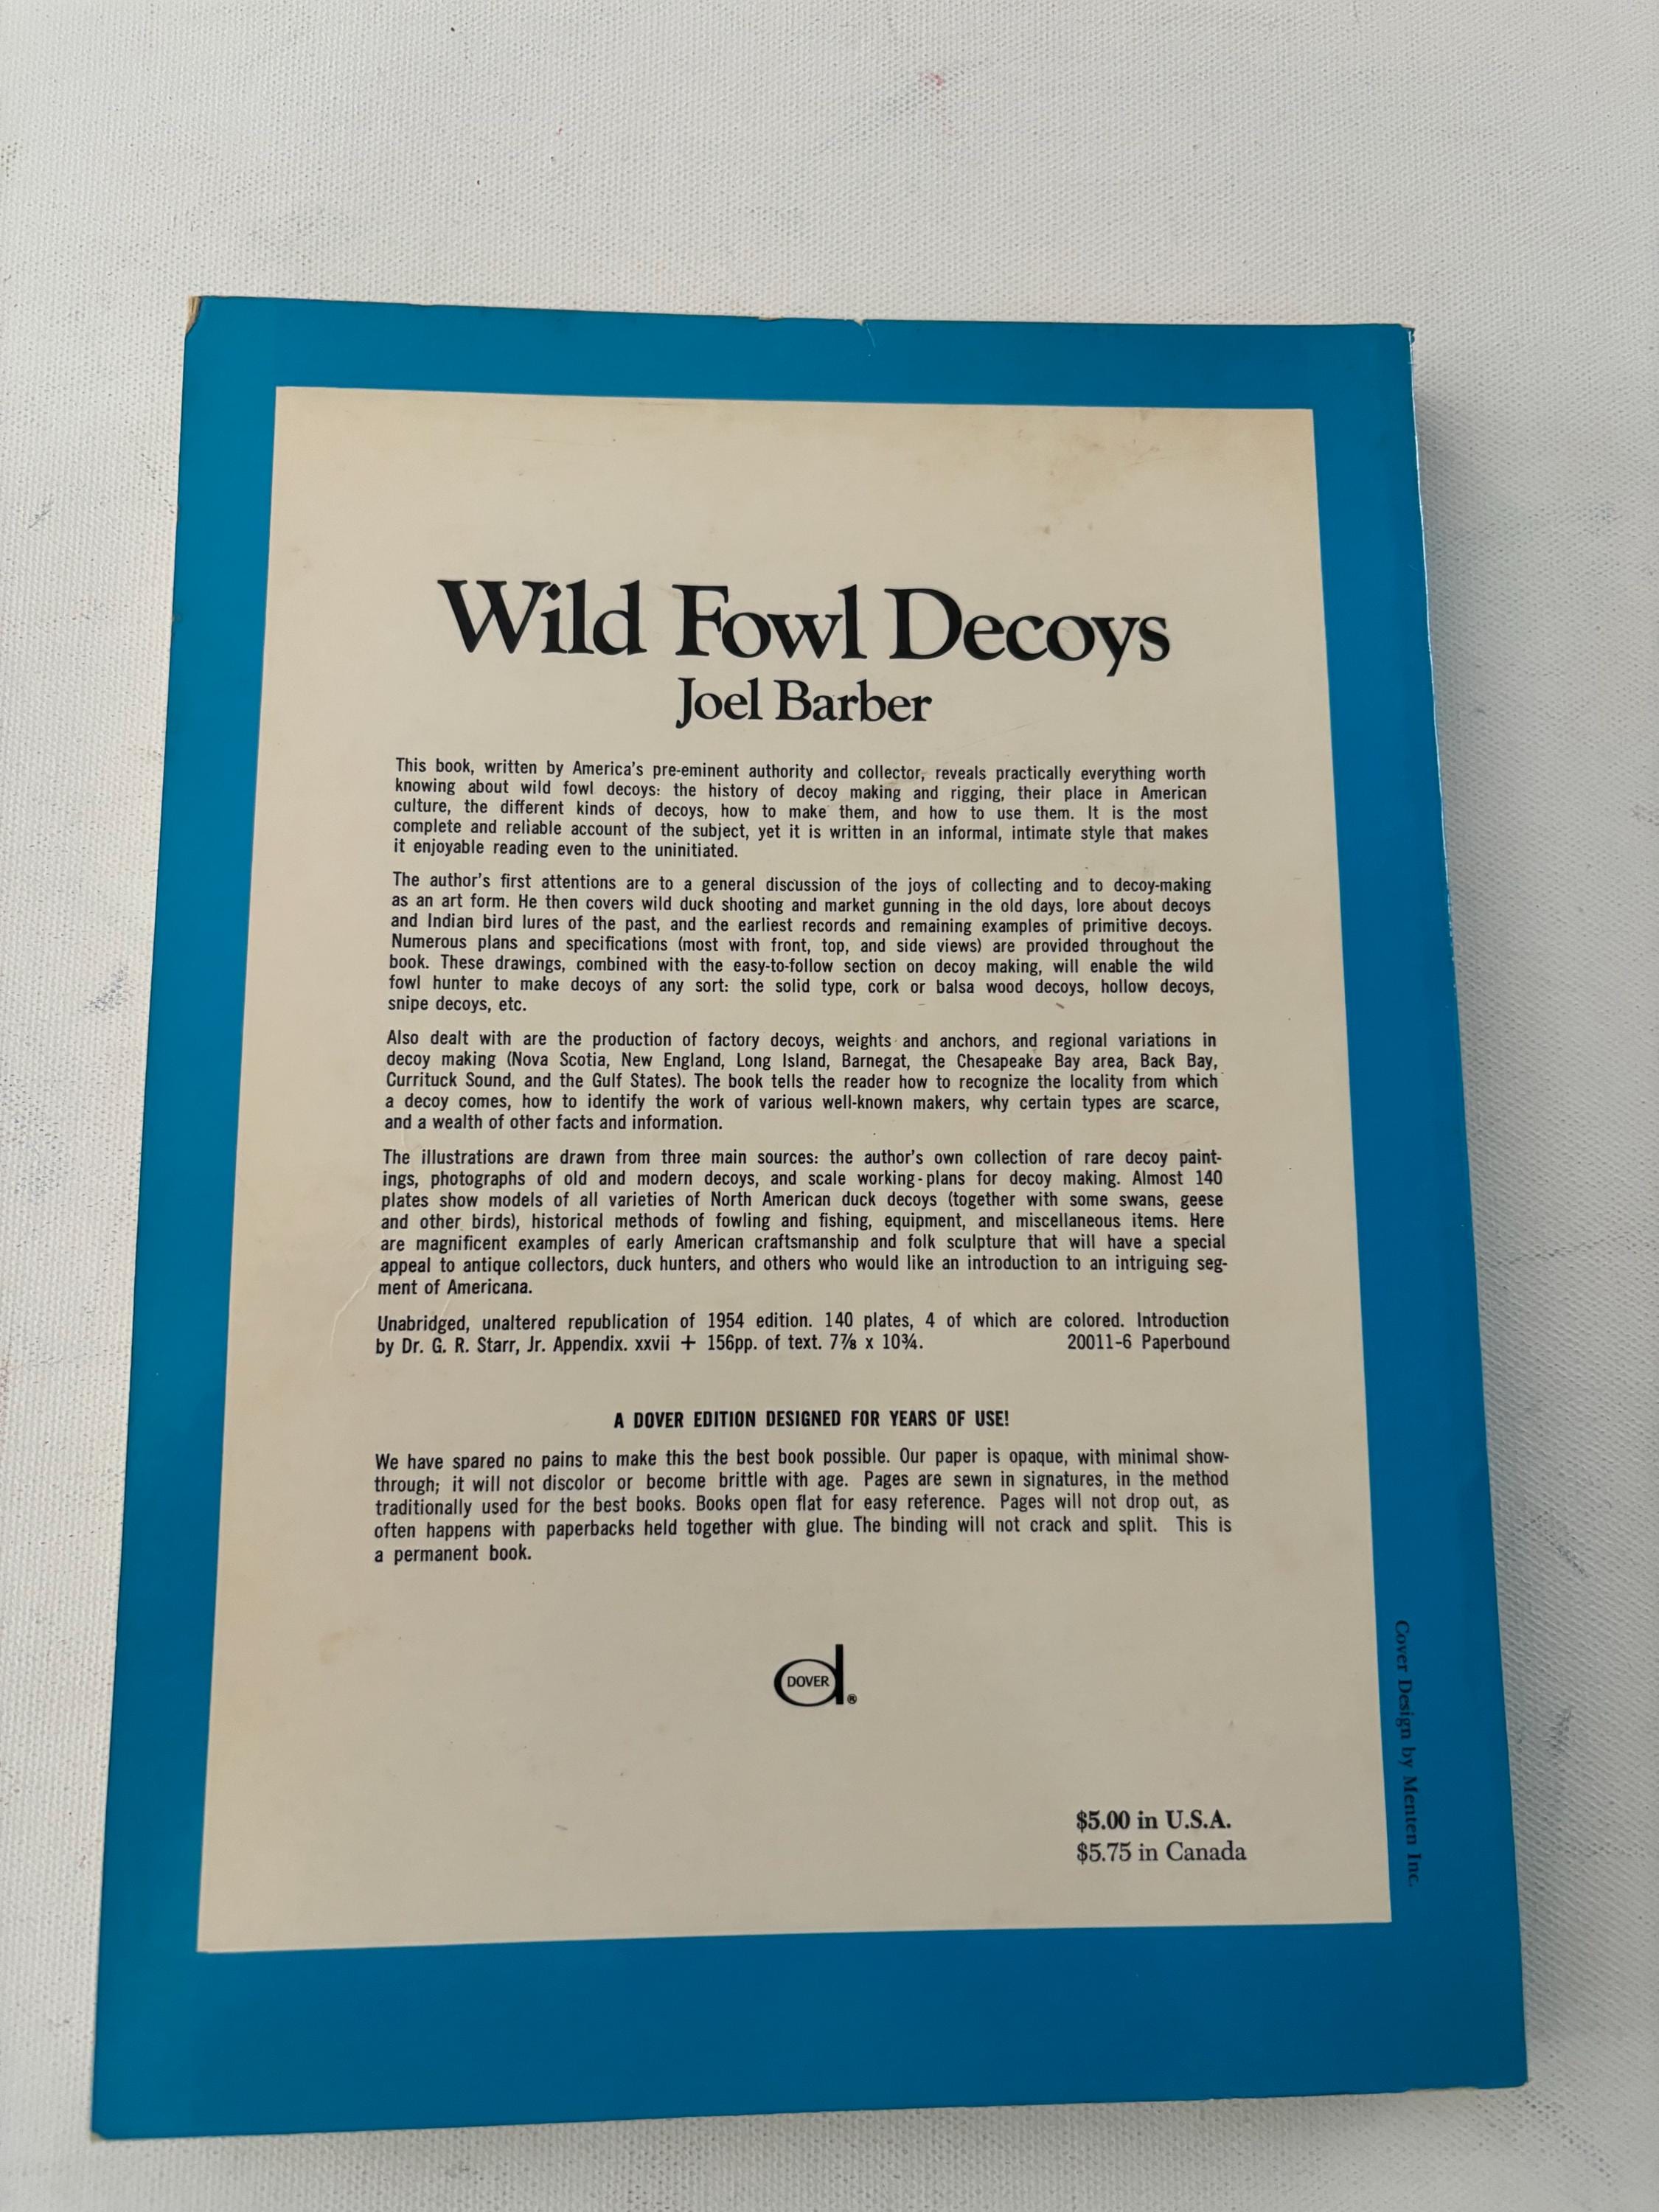 Wild Fowl Decoys
Joel Barber
This book, written by America's pre-eminent authority and collector, reveals practically everything worth
knowing about wild fowl decoys: the history of decoy making and rigging, their place in American
culture, the different kinds of decoys, how to make them, and how to use them. It is the most
complete and reliable account of the subject, yet it is written in an informal, intimate style that makes
it enjoyable reading even to the uninitiated.
The author's first attentions are to a general discussion of the joys of collecting and to decoy-making
as an art form. He then covers wild duck shooting and market gunning in the old days, lore about decoys
and Indian bird lures of the past, and the earliest records and remaining examples of primitive decoys.
Numerous plans and specifications (most with front, top, and side views) are provided throughout the
book. These drawings, combined with the easy-to-follow section on decoy making, will enable the wild
fowl hunter to make decoys of any sort: the solid type, cork or balsa wood decoys, hollow decoys,
snipe decoys, etc.
Also dealt with are the production of factory decoys, weights and anchors, and regional variations in
decoy making (Nova Scotia, New England, Long Island, Barnegat, the Chesapeake Bay area, Back Bay,
Currituck Sound, and the Gulf States). The book tells the reader how to recognize the locality from which
a decoy comes, how to identify the work of various well-known makers, why certain types are scarce,
and a wealth of other facts and information.
The illustrations are drawn from three main sources: the author's own collection of rare decoy paint-
ings, photographs of old and modern decoys, and scale working-plans for decoy making. Almost 140
plates show models of all varieties of North American duck decoys (together with some swans, geese
and other birds), historical methods of fowling and fishing, equipment, and miscellaneous items. Here
are magnificent examples of early American craftsmanship and folk sculpture that will have a special
appeal to antique collectors, duck hunters, and others who would like an introduction to an intriguing seg-
ment of Americana.
Unabridged, unaltered republication of 1954 edition. 140 plates, 4 of which are colored. Introduction
by Dr. G. R. Starr, Jr. Appendix. xxvii + 156pp. of text. 7⅞ x 10¾. 20011-6 Paperbound
A DOVER EDITION DESIGNED FOR YEARS OF USE!
We have spared no pains to make this the best book possible. Our paper is opaque, with minimal show-
through; it will not discolor or become brittle with age. Pages are sewn in signatures, in the method
traditionally used for the best books. Books open flat for easy reference. Pages will not drop out, as
often happens with paperbacks held together with glue. The binding will not crack and split. This is
a permanent book.
DOVER ®
$5.00 in U.S.A.
$5.75 in Canada
Cover Design by Menten Inc.